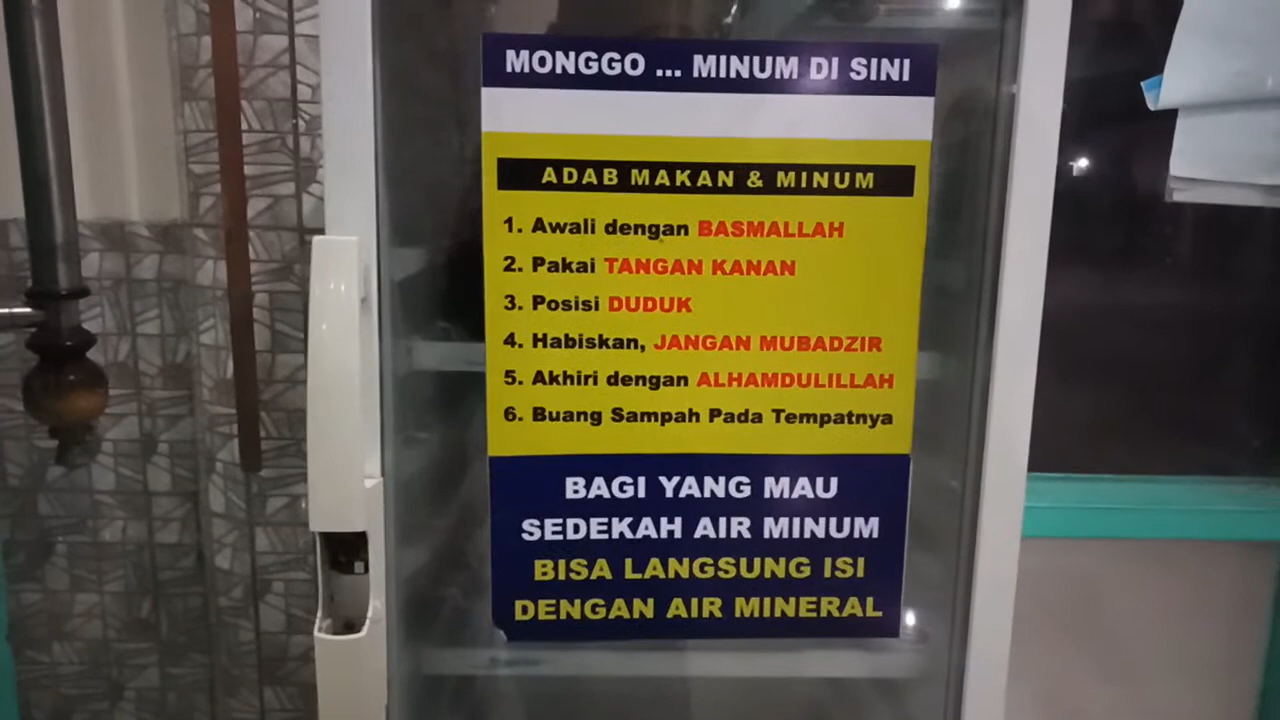 MONGGO ... MINUM DI SINI
ADAB MAKAN & MINUM
1. Awali dengan BASMALLAH
2. Pakai TANGAN KANAN
3. Posisi DUDUK
4. Habiskan, JANGAN MUBADZIR
5. Akhiri dengan ALHAMDULILLAH
6. Buang Sampah Pada Tempatnya
BAGI YANG MAU
SEDEKAH AIR MINUM
BISA LANGSUNG ISI
DENGAN AIR MINERAL